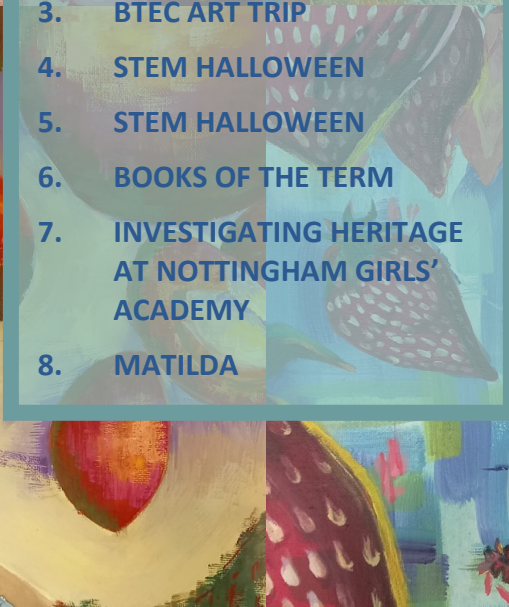 3. BTEC ART TRIP
4. STEM HALLOWEEN
5. STEM HALLOWEEN
6. BOOKS OF THE TERM
7. INVESTIGATING HERITAGE
AT NOTTINGHAM GIRLS’
ACADEMY
8. MATILDA